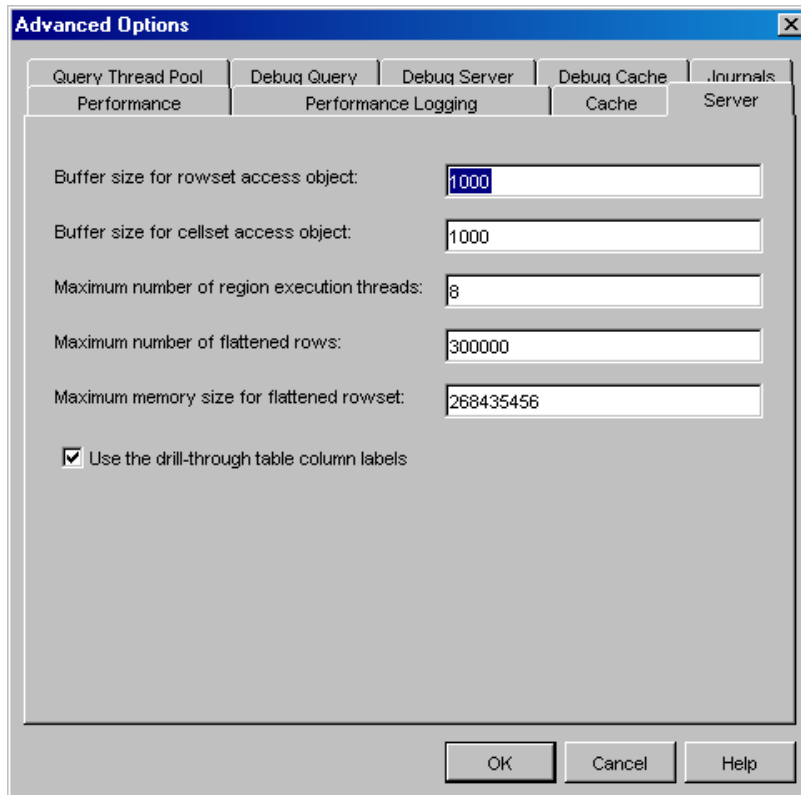 Advanced Options
Query Thread Pool Debug Query Debug Server Debug Cache Journals
Performance Performance Logging Cache Server
Buffer size for rowset access object: 1000
Buffer size for cellset access object: 1000
Maximum number of region execution threads: 8
Maximum number of flattened rows: 300000
Maximum memory size for flattened rowset: 268435456
Use the drill-through table column labels
OK Cancel Help